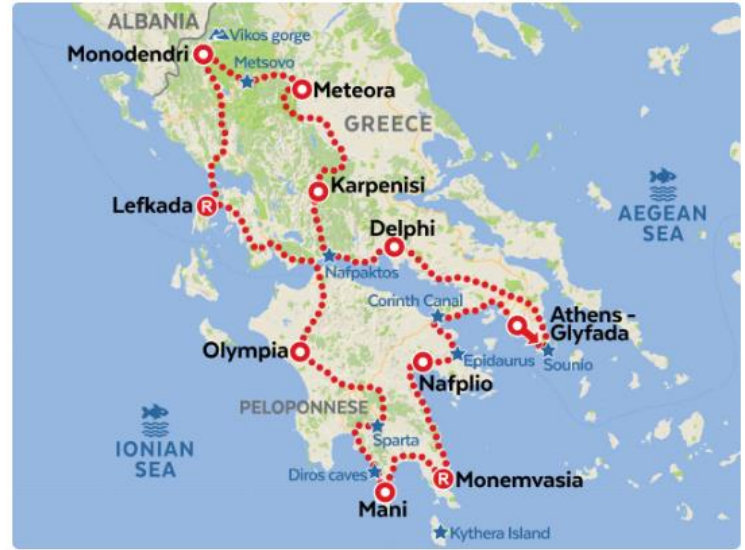 ALBANIA
Vikos gorge
Monodendri
Metsovo
Meteora
GREECE
Karpenisi
Lefkada
R
Delphi
AEGEAN
SEA
Nafpaktos
Corinth Canal
Athens -
Glyfada
Olympia
Epidaurus
Sounio
Nafplio
PELOPONNESE
Sparta
IONIAN
SEA
Diros caves
R
Monemvasia
Mani
Kythera Island